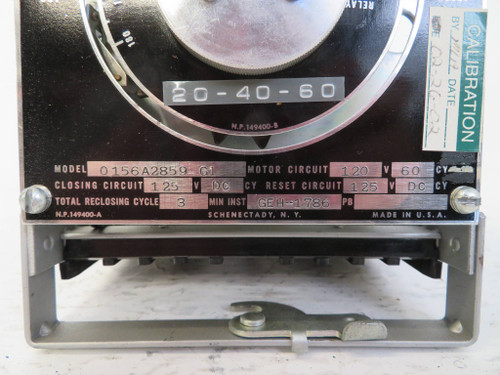 RELAY
180
20-40-60
N.P.149400-B
CALIBRATION
BY
DATE
MODEL 0156A2859 G1 MOTOR CIRCUIT 120 V 60 CY
CLOSING CIRCUIT 125 V DC CY RESET CIRCUIT 125 V DC CY
TOTAL RECLOSING CYCLE 3 MIN INST GEH-1786 PB
N.P.149400-A SCHENECTADY, N. Y. MADE IN U.S.A.